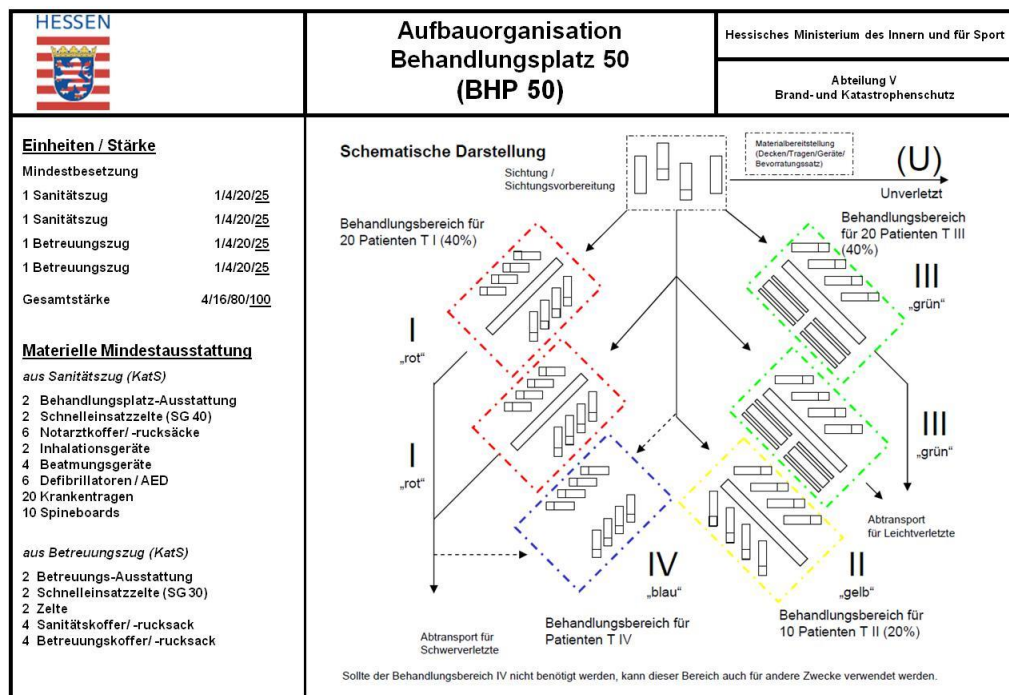 HESSEN
Aufbauorganisation
Behandlungsplatz 50
(BHP 50)
Hessisches Ministerium des Innern und für Sport
Abteilung V
Brand- und Katastrophenschutz
Einheiten / Stärke
Mindestbesetzung
1 Sanitätszug 1/4/20/25
1 Sanitätszug 1/4/20/25
1 Betreuungszug 1/4/20/25
1 Betreuungszug 1/4/20/25
Gesamtstärke 4/16/80/100
Materielle Mindestausstattung
aus Sanitätszug (KatS)
2 Behandlungsplatz-Ausstattung
2 Schnelleinsatzzelte (SG 40)
6 Notarztkoffer/ -rucksäcke
2 Inhalationsgeräte
4 Beatmungsgeräte
6 Defibrillatoren / AED
20 Krankentragen
10 Spineboards
aus Betreuungszug (KatS)
2 Betreuungs-Ausstattung
2 Schnelleinsatzzelte (SG 30)
2 Zelte
4 Sanitätskoffer/ -rucksack
4 Betreuungskoffer/ -rucksack
Schematische Darstellung
Sichtung /
Sichtungsvorbereitung
Materialbereitstellung
(Decken/Tragen/Geräte/
Bevorratungssatz)
(U)
Unverletzt
Behandlungsbereich für
20 Patienten T I (40%)
Behandlungsbereich
für 20 Patienten T III
(40%)
I
„rot“
III
„grün“
I
„rot“
III
„grün“
Abtransport
für Leichtverletzte
IV
„blau“
II
„gelb“
Abtransport für
Schwerverletzte
Behandlungsbereich für
Patienten T IV
Behandlungsbereich für
10 Patienten T II (20%)
Sollte der Behandlungsbereich IV nicht benötigt werden, kann dieser Bereich auch für andere Zwecke verwendet werden.